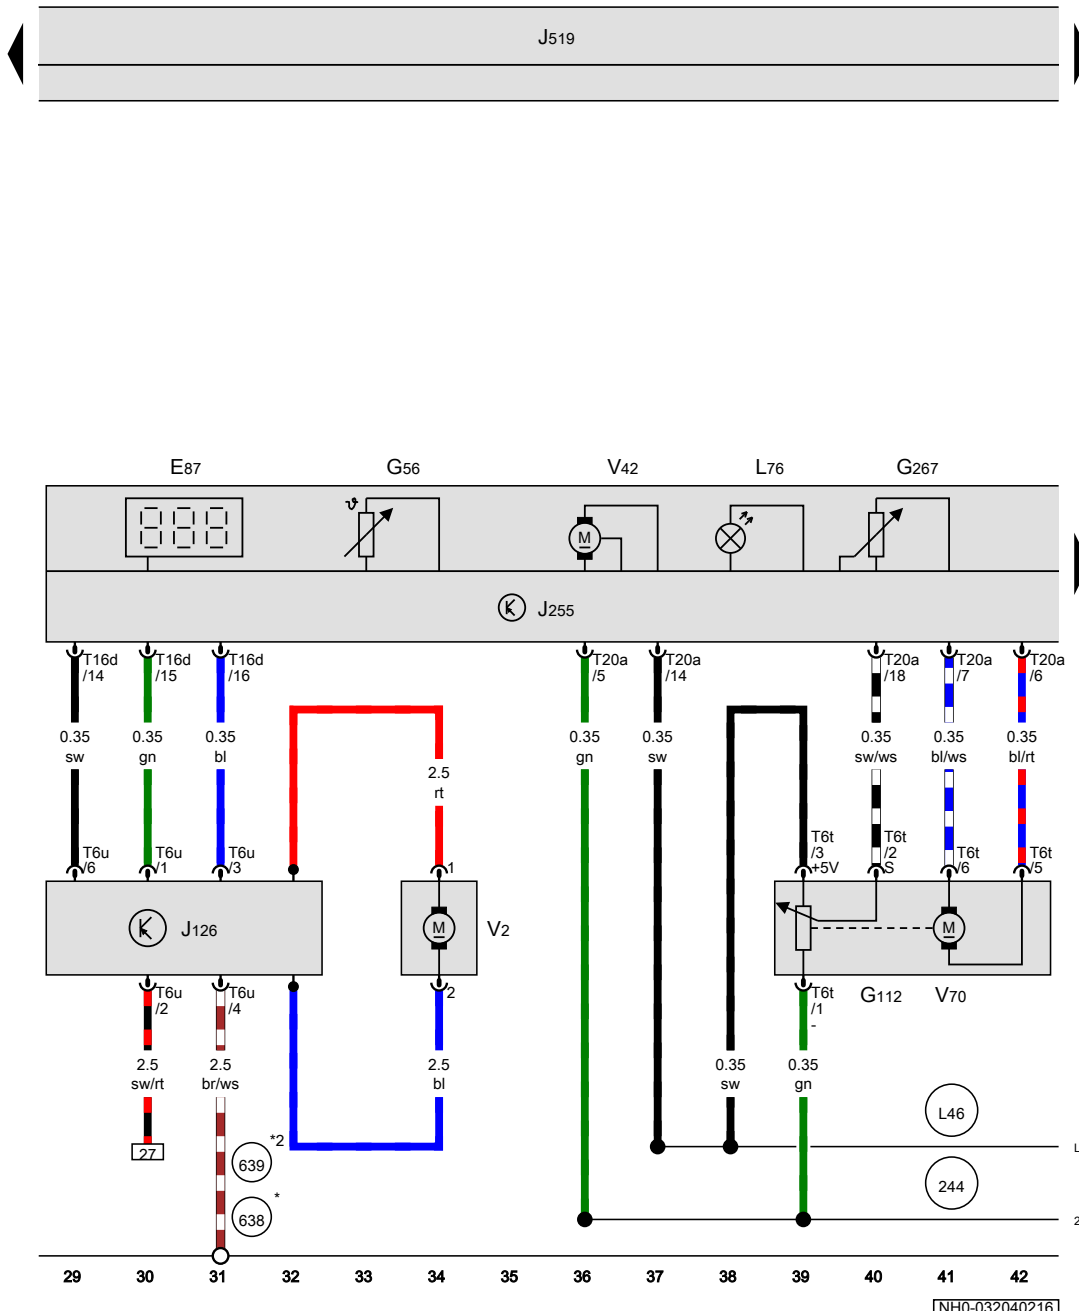 J519
E87 G56 V42 L76 G267
M
J255
T16d
/14
T16d
/15
T16d
/16
T20a
/5
T20a
/14
T20a
/18
T20a
/7
T20a
/6
0.35
sw
0.35
gn
0.35
bl
2.5
rt
0.35
gn
0.35
sw
0.35
sw/ws
0.35
bl/ws
0.35
bl/rt
T6u
/6
T6u
/1
T6u
/3
1
T6t
/3
+5V
T6t
/2
S
T6t
/6
T6t
/5
J126
M
V2
M
T6u
/2
T6u
/4
2
T6t
/1
-
G112 V70
2.5
sw/rt
2.5
br/ws
2.5
bl
0.35
sw
0.35
gn
27
*2
639
*
638
L46
L
244
2
29 30 31 32 33 34 35 36 37 38 39 40 41 42
NH0-032040216